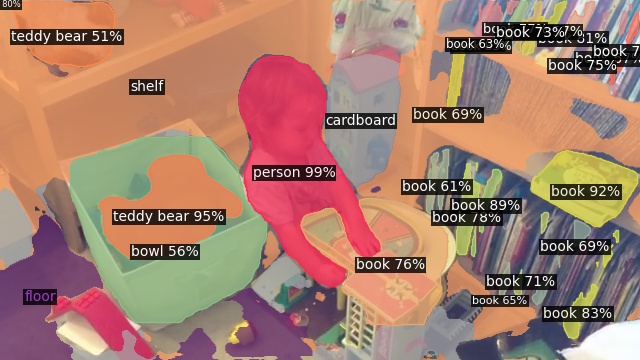 80%
teddy bear 51%
book 73%
book 63%
book 75%
shelf
book 69%
cardboard
person 99%
book 61%
book 92%
book 89%
book 78%
teddy bear 95%
book 69%
bowl 56%
book 76%
book 71%
floor
book 65%
book 83%